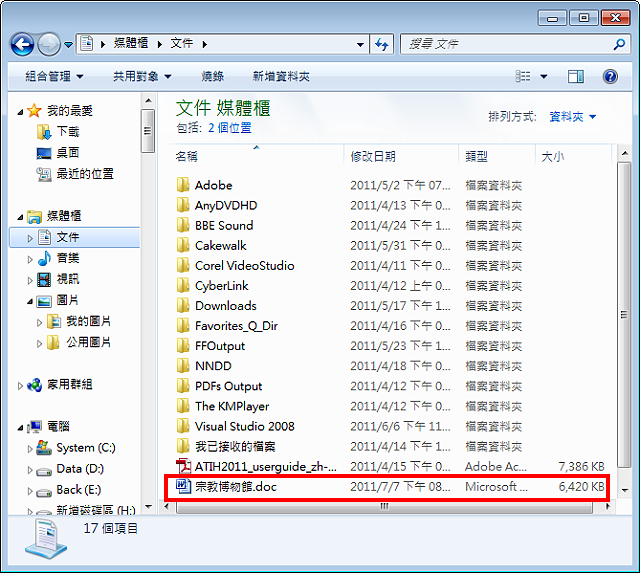 媒體櫃 文件
搜尋 文件
組合管理 共用對象 燒錄 新增資料夾
我的最愛
下載
桌面
最近的位置
媒體櫃
文件
音樂
視訊
圖片
我的圖片
公用圖片
家用群組
電腦
System (C:)
Data (D:)
Back (E:)
新增磁碟區 (H:)
文件 媒體櫃
包括: 2 個位置
排列方式: 資料夾
名稱 修改日期 類型 大小
Adobe 2011/5/2 下午 07... 檔案資料夾
AnyDVDHD 2011/4/13 下午 0... 檔案資料夾
BBE Sound 2011/4/24 下午 1... 檔案資料夾
Cakewalk 2011/5/31 下午 0... 檔案資料夾
Corel VideoStudio 2011/4/11 下午 0... 檔案資料夾
CyberLink 2011/4/12 上午 0... 檔案資料夾
Downloads 2011/5/17 下午 1... 檔案資料夾
Favorites_Q_Dir 2011/4/16 下午 0... 檔案資料夾
FFOutput 2011/5/23 下午 1... 檔案資料夾
NNDD 2011/4/18 下午 0... 檔案資料夾
PDFs Output 2011/4/12 下午 0... 檔案資料夾
The KMPlayer 2011/4/12 下午 0... 檔案資料夾
Visual Studio 2008 2011/6/6 下午 11... 檔案資料夾
我已接收的檔案 2011/4/14 下午 1... 檔案資料夾
ATIH2011_userguide_zh-... 2011/4/15 下午 0... Adobe Ac... 7,386 KB
宗教博物館.doc 2011/7/7 下午 08... Microsoft ... 6,420 KB
17 個項目